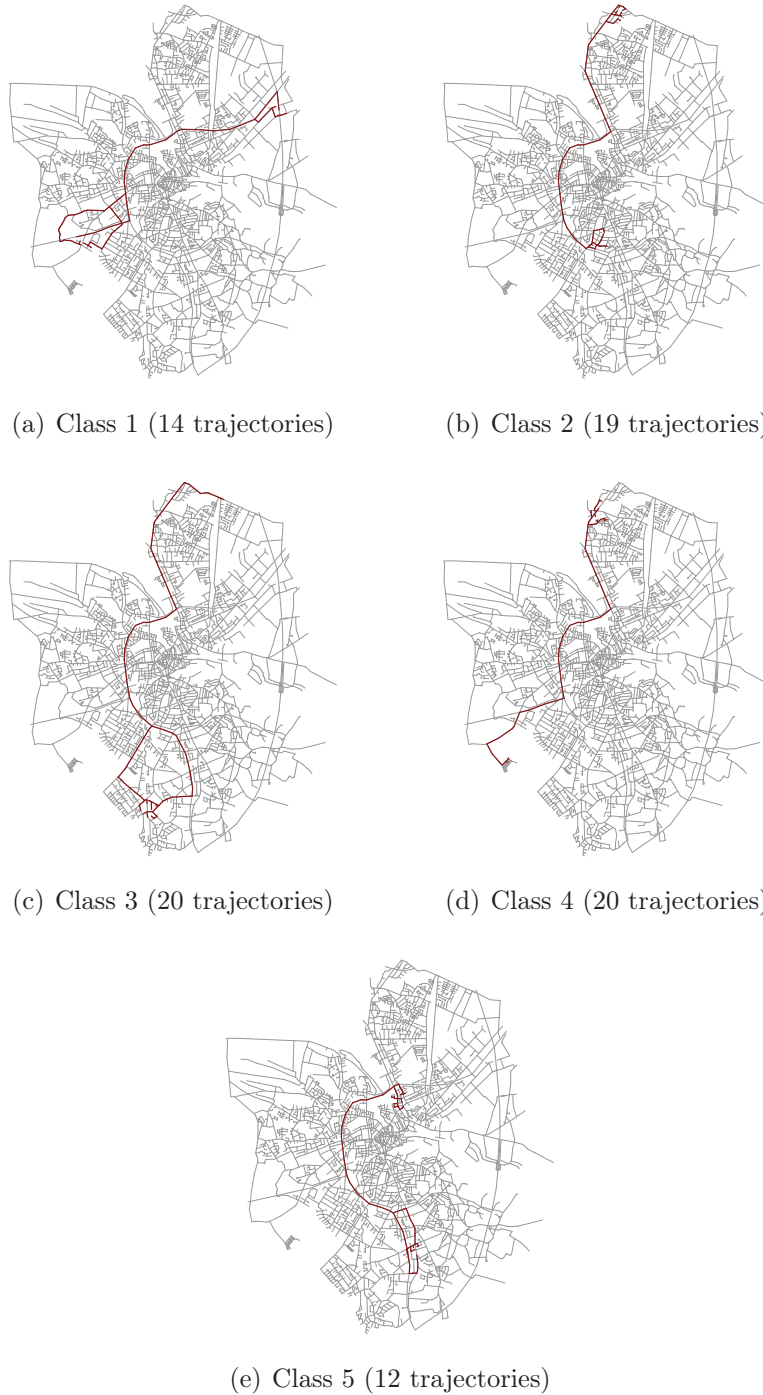 (a) Class 1 (14 trajectories)
(b) Class 2 (19 trajectories)
(c) Class 3 (20 trajectories)
(d) Class 4 (20 trajectories)
(e) Class 5 (12 trajectories)